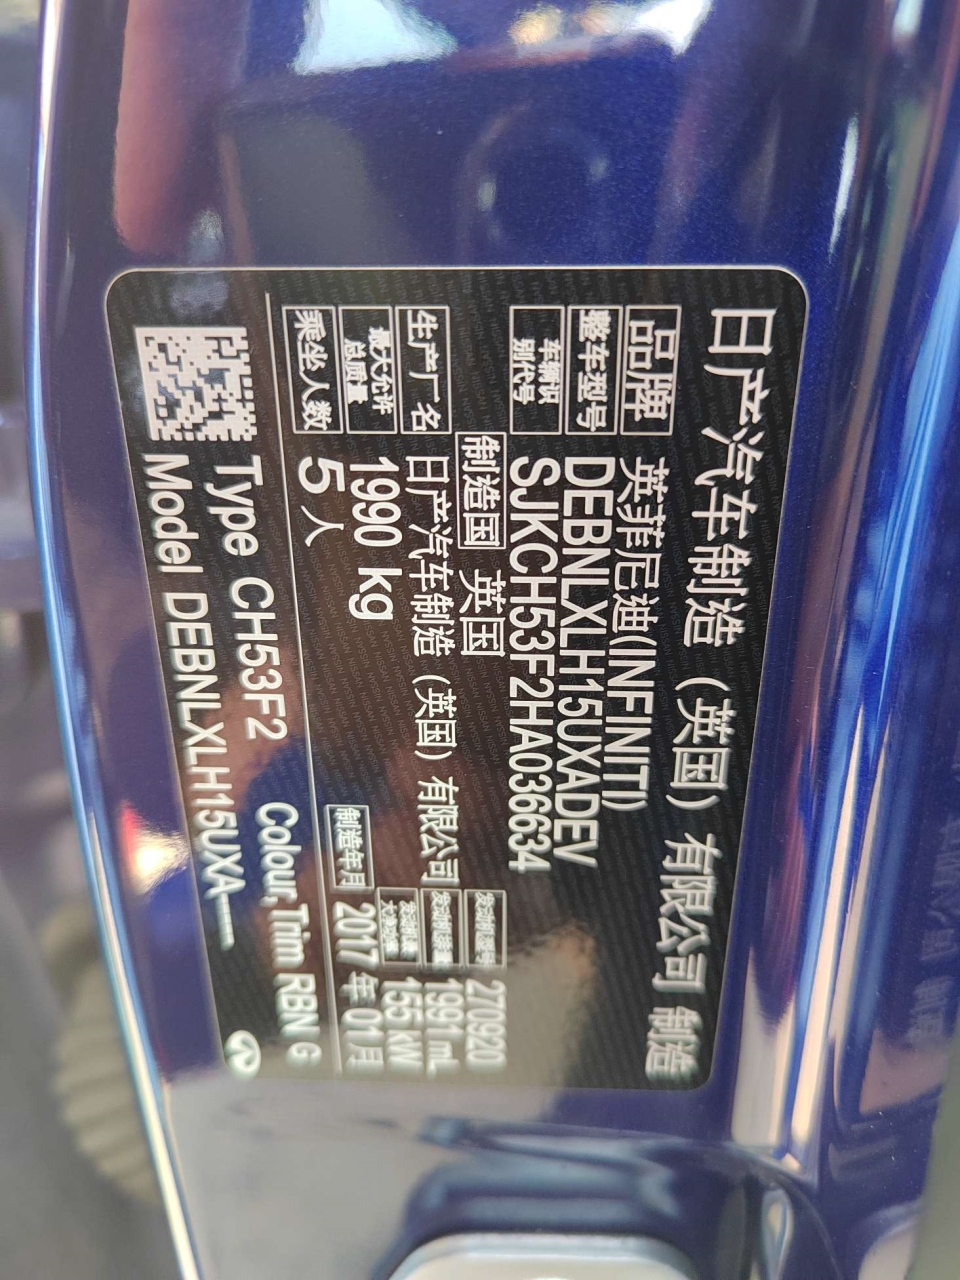 日产汽车制造（英国）有限公司 制造
品牌 英菲尼迪(INFINITI)
整车型号 DEBNLXLH15UXADEV
车辆识别代号 SJKCH53F2HA036634
制造国 英国 发动机型号 270920
生产厂名 日产汽车制造（英国）有限公司 发动机排量 1991 mL
最大允许总质量 1990 kg 发动机最大净功率 155 kW
乘坐人数 5 人 制造年月 2017 年 01 月
Type CH53F2 Colour,Trim RBN G
Model DEBNLXLH15UXA-----